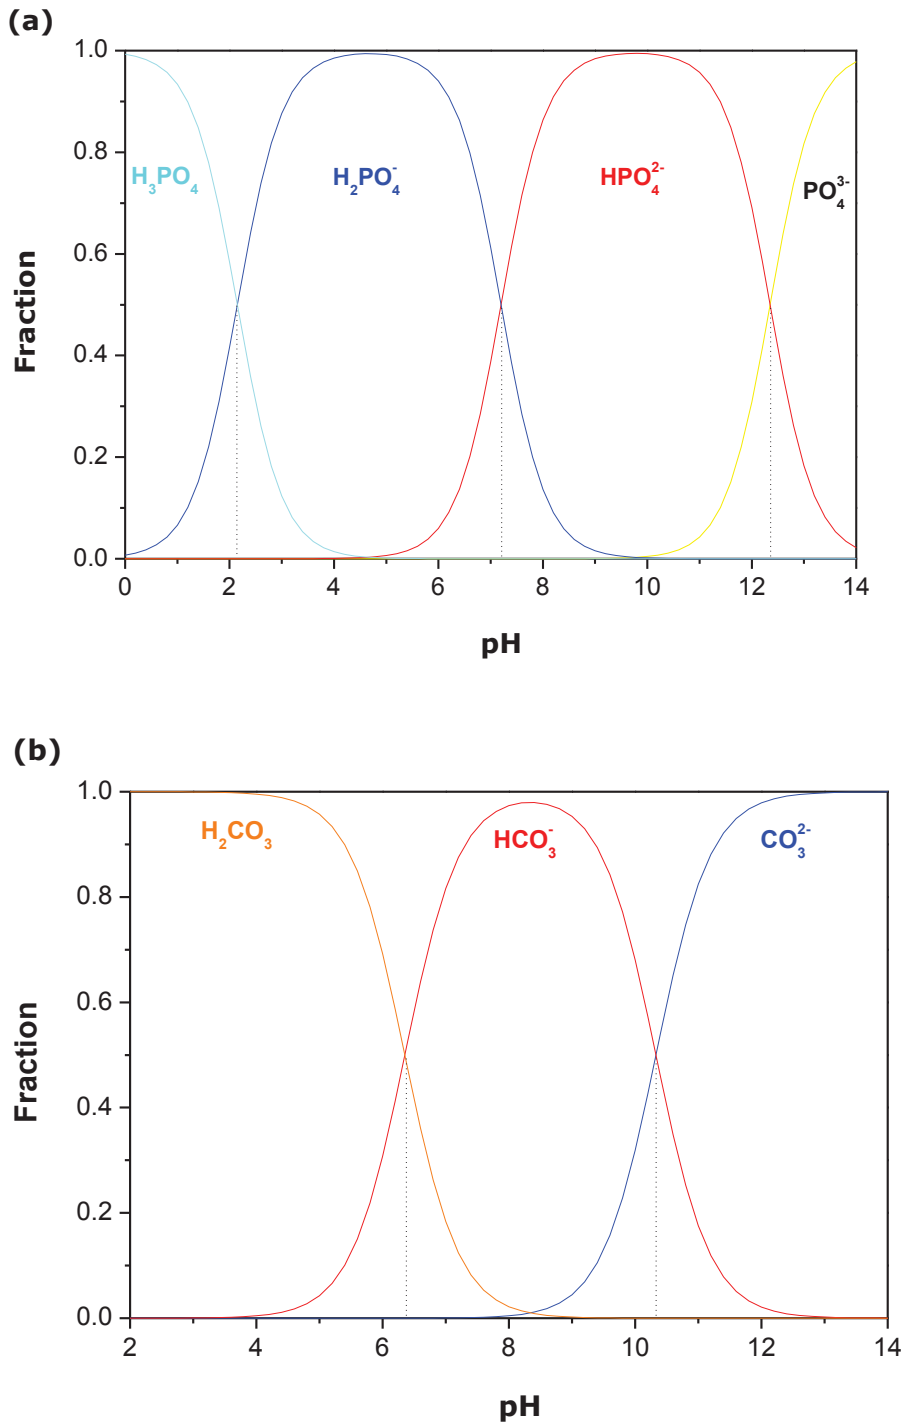 (a)
1.0
0.8
0.6
0.4
0.2
0.0
Fraction
H₃PO₄
H₂PO₄⁻
HPO₄²⁻
PO₄³⁻
0 2 4 6 8 10 12 14
pH
(b)
1.0
0.8
0.6
0.4
0.2
0.0
Fraction
H₂CO₃
HCO₃⁻
CO₃²⁻
2 4 6 8 10 12 14
pH